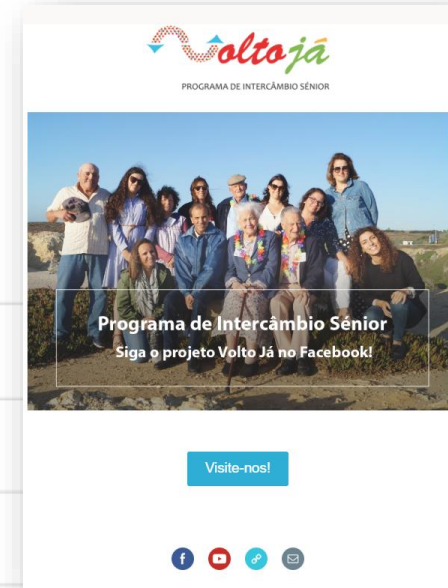 Volto já
PROGRAMA DE INTERCÂMBIO SÉNIOR
Programa de Intercâmbio Sénior
Siga o projeto Volto Já no Facebook!
Visite-nos!